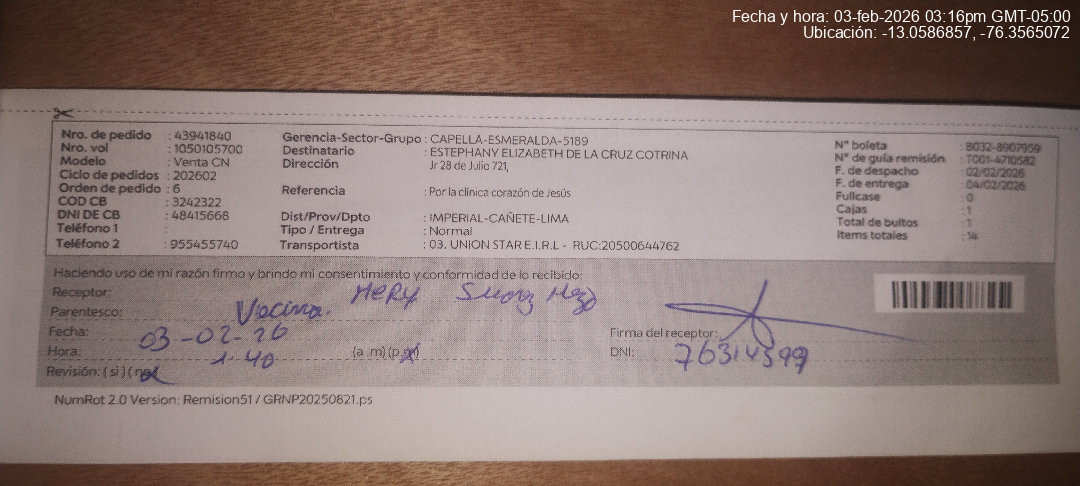 Fecha y hora: 03-feb-2026 03:16pm GMT-05:00
Ubicación: -13.0586857, -76.3565072
Nro. de pedido : 43941840
Nro. vol : 1050105700
Modelo : Venta CN
Ciclo de pedidos : 202602
Orden de pedido : 6
COD CB : 3242322
DNI DE CB : 48415668
Teléfono 1 :
Teléfono 2 : 955455740
Gerencia-Sector-Grupo : CAPELLA-ESMERALDA-5189
Destinatario : ESTEPHANY ELIZABETH DE LA CRUZ COTRINA
Dirección Jr 28 de Julio 721,
Referencia : Por la clinica corazón de Jesús
Dist/Prov/Dpto : IMPERIAL-CAÑETE-LIMA
Tipo / Entrega : Normal
Transportista : 03. UNION STAR E.I.R.L - RUC:20500644762
N° boleta : B032-8907959
N° de guía remisión : T001-4710582
F. de despacho : 02/02/2026
F. de entrega : 04/02/2026
Fullcase : 0
Cajas : 1
Total de bultos : 1
Items totales : 14
Haciendo uso de mi razón firmo y brindo mi consentimiento y conformidad de lo recibido:
Receptor: MeRy
Parentesco: Vecina.
Fecha: 03-02-26
Hora: 1-40 (a.m)(p.m)
Revisión: (si)(no)
Firma del receptor:
DNI: 76314399
NumRot 2.0 Version: Remision51 / GRNP20250821.ps